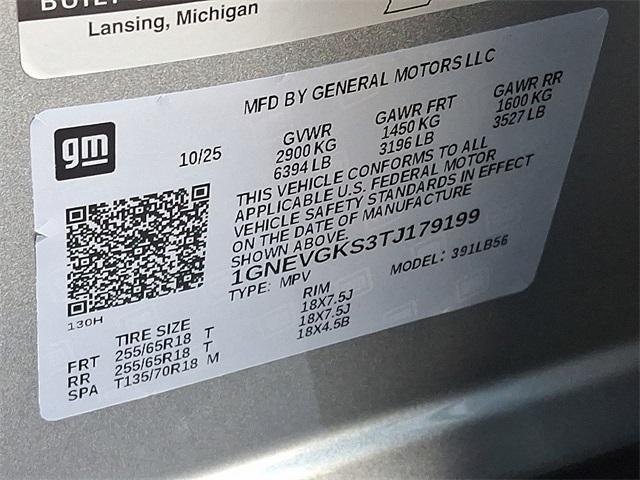 Lansing, Michigan
MFD BY GENERAL MOTORS LLC
gm
10/25
GVWR
2900 KG
6394 LB
GAWR FRT
1450 KG
3196 LB
GAWR RR
1600 KG
3527 LB
THIS VEHICLE CONFORMS TO ALL
APPLICABLE U.S. FEDERAL MOTOR
VEHICLE SAFETY STANDARDS IN EFFECT
ON THE DATE OF MANUFACTURE
SHOWN ABOVE.
1GNEVGKS3TJ179199
TYPE: MPV
MODEL: 391LB56
130H
TIRE SIZE RIM
FRT 255/65R18 T 18X7.5J
RR 255/65R18 T 18X7.5J
SPA T135/70R18 M 18X4.5B